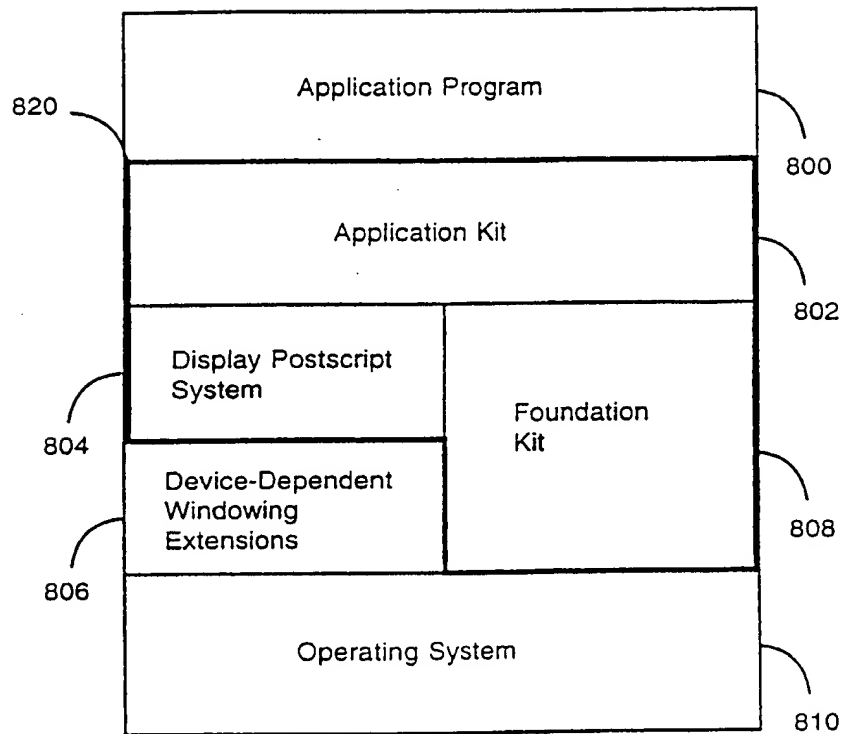 Application Program
820
800
Application Kit
802
Display Postscript
System
Foundation
Kit
804
Device-Dependent
Windowing
Extensions
808
806
Operating System
810